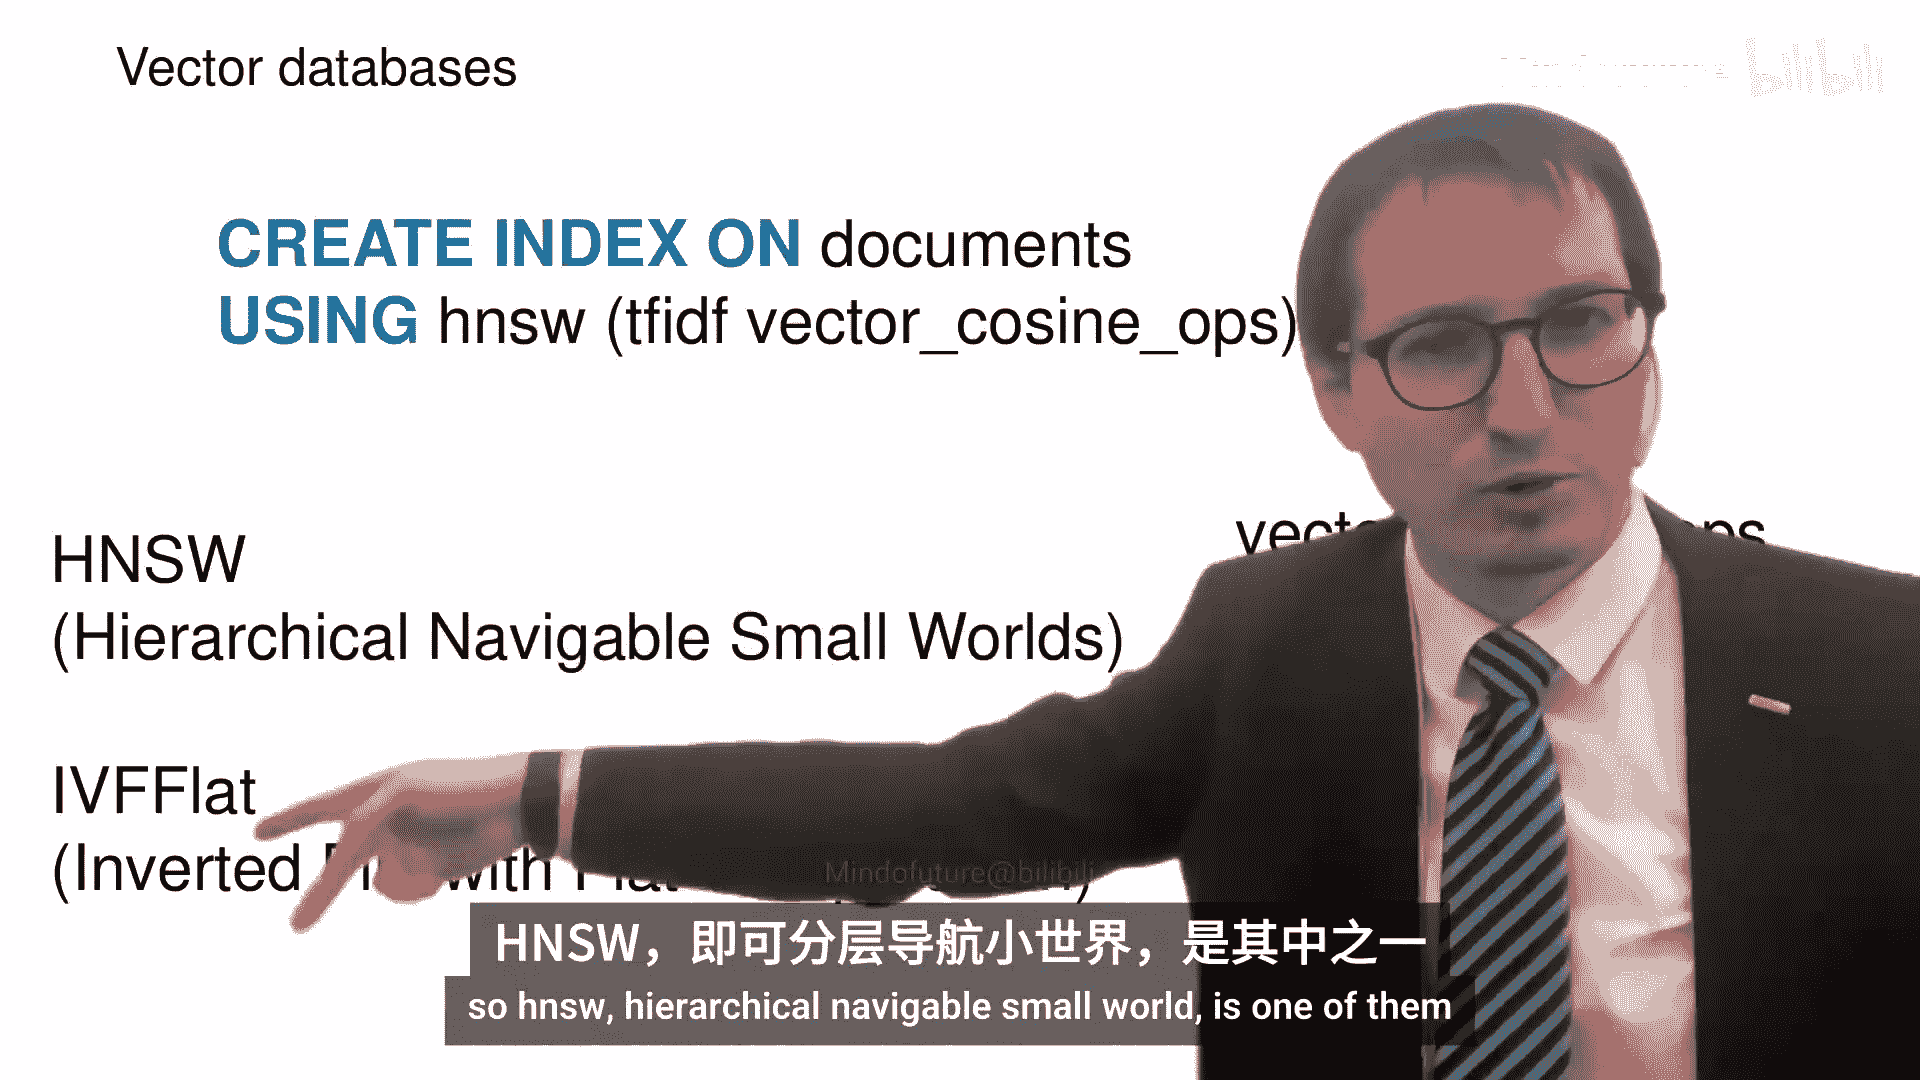 Vector databases
bilibili
CREATE INDEX ON documents
USING hnsw (tfidf vector_cosine_ops)
HNSW
(Hierarchical Navigable Small Worlds)
IVFFlat
(Inverted with
Mindofuture@bilibili
HNSW，即可分层导航小世界，是其中之一
so hnsw, hierarchical navigable small world, is one of them